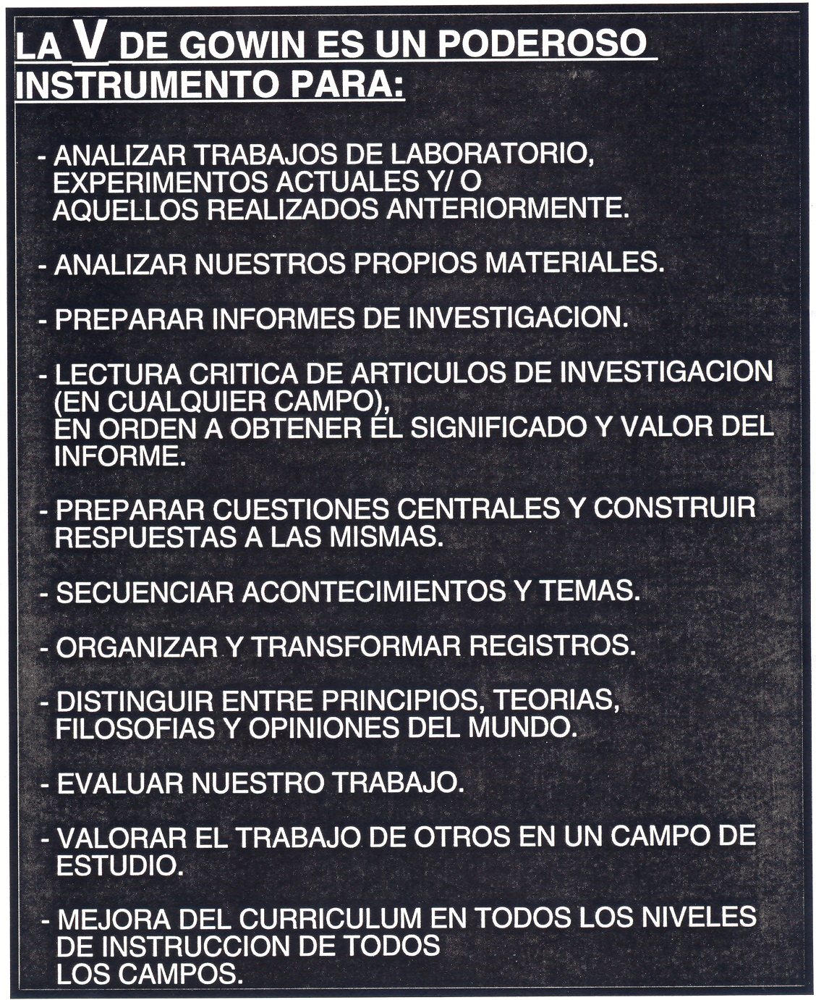 LA V DE GOWIN ES UN PODEROSO
INSTRUMENTO PARA:
- ANALIZAR TRABAJOS DE LABORATORIO,
EXPERIMENTOS ACTUALES Y/ O
AQUELLOS REALIZADOS ANTERIORMENTE.
- ANALIZAR NUESTROS PROPIOS MATERIALES.
- PREPARAR INFORMES DE INVESTIGACION.
- LECTURA CRITICA DE ARTICULOS DE INVESTIGACION
(EN CUALQUIER CAMPO),
EN ORDEN A OBTENER EL SIGNIFICADO Y VALOR DEL
INFORME.
- PREPARAR CUESTIONES CENTRALES Y CONSTRUIR
RESPUESTAS A LAS MISMAS.
- SECUENCIAR ACONTECIMIENTOS Y TEMAS.
- ORGANIZAR Y TRANSFORMAR REGISTROS.
- DISTINGUIR ENTRE PRINCIPIOS, TEORIAS,
FILOSOFIAS Y OPINIONES DEL MUNDO.
- EVALUAR NUESTRO TRABAJO.
- VALORAR EL TRABAJO DE OTROS EN UN CAMPO DE
ESTUDIO.
- MEJORA DEL CURRICULUM EN TODOS LOS NIVELES
DE INSTRUCCION DE TODOS
LOS CAMPOS.